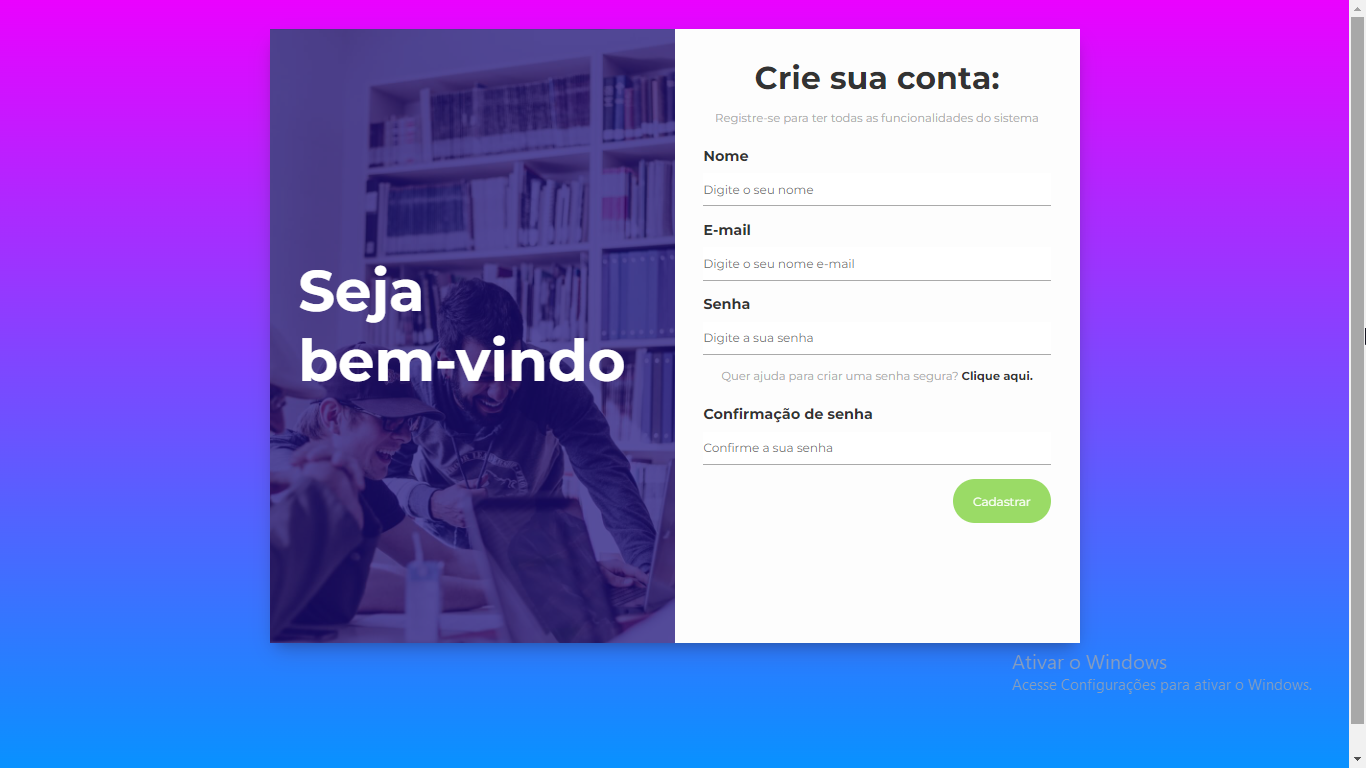 Seja
bem-vindo
Crie sua conta:
Registre-se para ter todas as funcionalidades do sistema
Nome
Digite o seu nome
E-mail
Digite o seu nome e-mail
Senha
Digite a sua senha
Quer ajuda para criar uma senha segura? Clique aqui.
Confirmação de senha
Confirme a sua senha
Cadastrar
Ativar o Windows
Acesse Configurações para ativar o Windows.